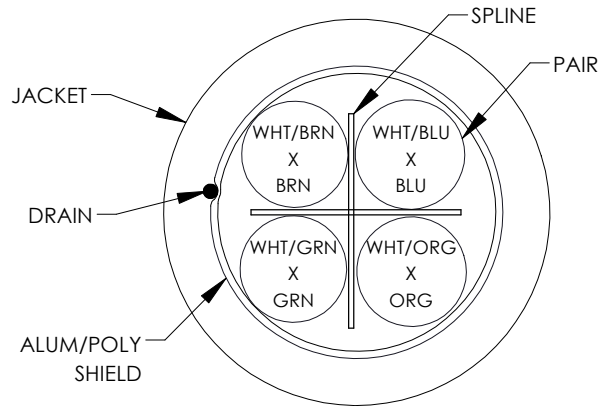 SPLINE
PAIR
JACKET
WHT/BRN
X
BRN
WHT/BLU
X
BLU
DRAIN
WHT/GRN
X
GRN
WHT/ORG
X
ORG
ALUM/POLY
SHIELD